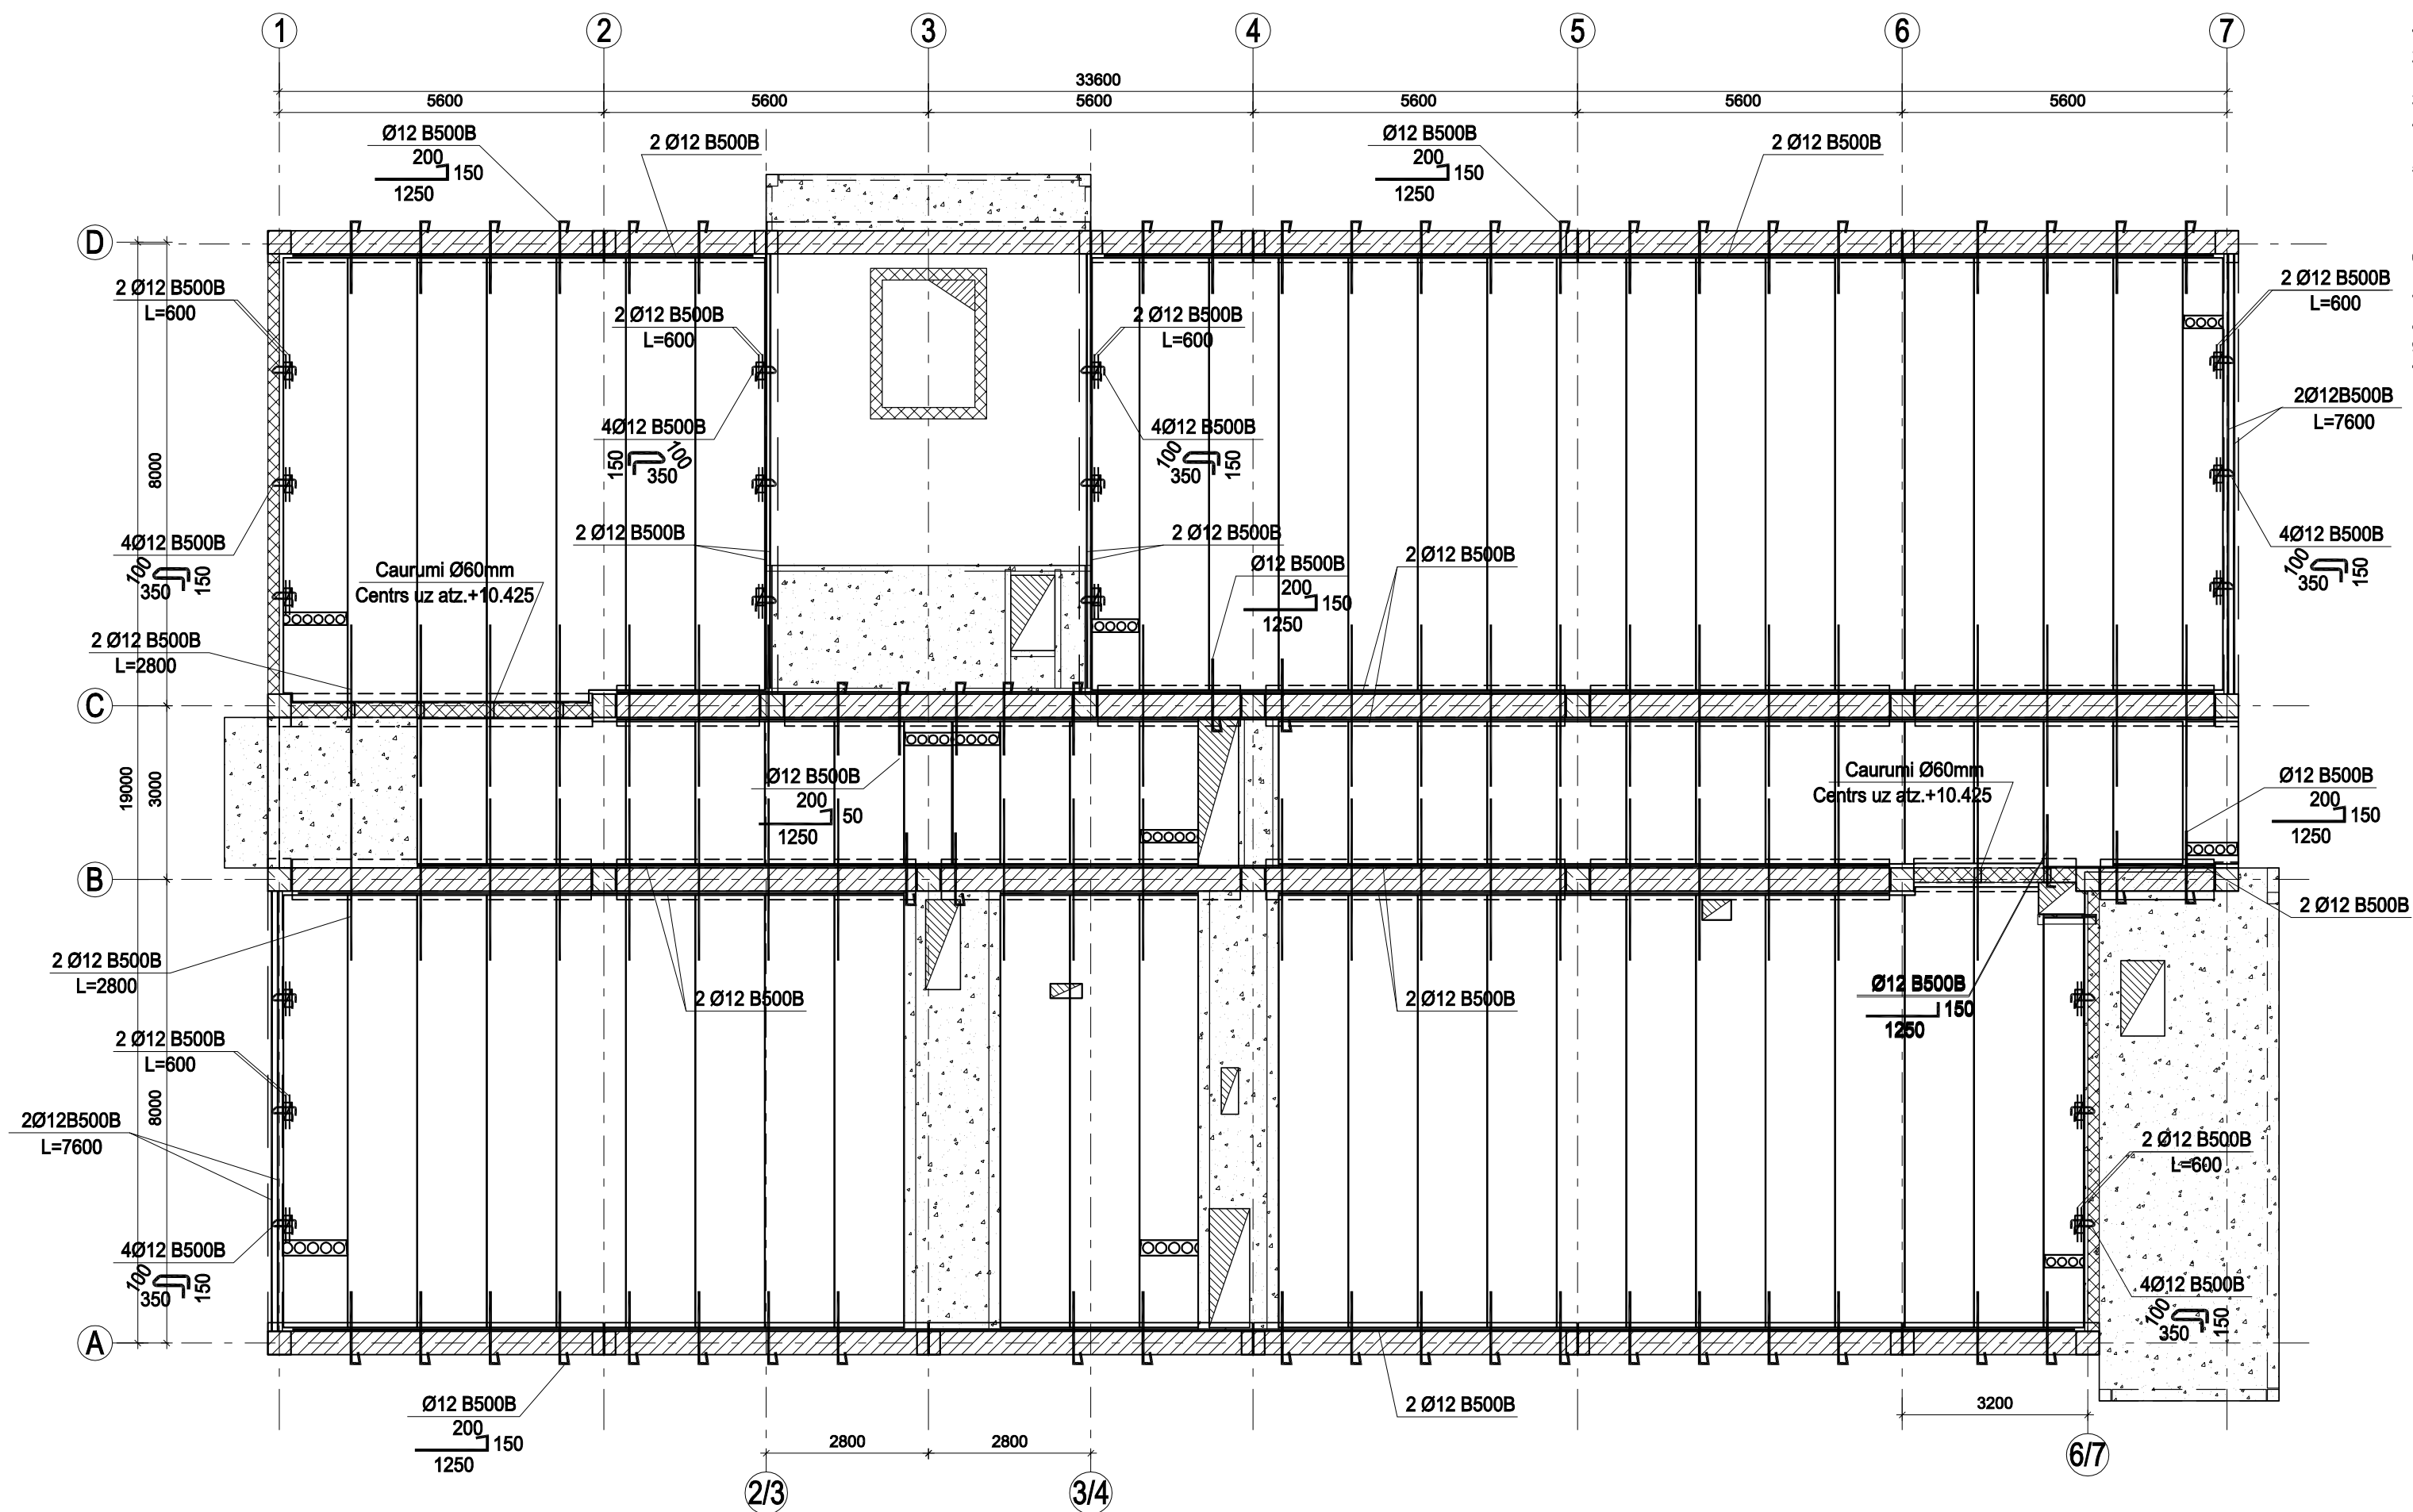 1 2 3 4 5 6 7
33600
5600 5600 5600 5600 5600 5600
Ø12 B500B
200
150
1250
2 Ø12 B500B
Ø12 B500B
200
150
1250
2 Ø12 B500B
D
2 Ø12 B500B
L=600
2 Ø12 B500B
L=600
2 Ø12 B500B
L=600
2 Ø12 B500B
L=600
2Ø12B500B
L=7600
4Ø12 B500B
150
100
350
4Ø12 B500B
100
350
150
8000
4Ø12 B500B
100
350
150
2 Ø12 B500B
2 Ø12 B500B
2 Ø12 B500B
4Ø12 B500B
100
350
150
Caurumi Ø60mm
Centrs uz atz.+10.425
Ø12 B500B
200
150
1250
2 Ø12 B500B
L=2800
C
19000
3000
Ø12 B500B
200
50
1250
Caurumi Ø60mm
Centrs uz atz.+10.425
Ø12 B500B
200
150
1250
B
2 Ø12 B500B
2 Ø12 B500B
L=2800
2 Ø12 B500B
2 Ø12 B500B
Ø12 B500B
150
1250
2 Ø12 B500B
L=600
8000
2Ø12B500B
L=7600
2 Ø12 B500B
L=600
4Ø12 B500B
100
350
150
4Ø12 B500B
100
350
150
A
Ø12 B500B
200
150
1250
2 Ø12 B500B
3200
2800 2800
6/7
2/3 3/4